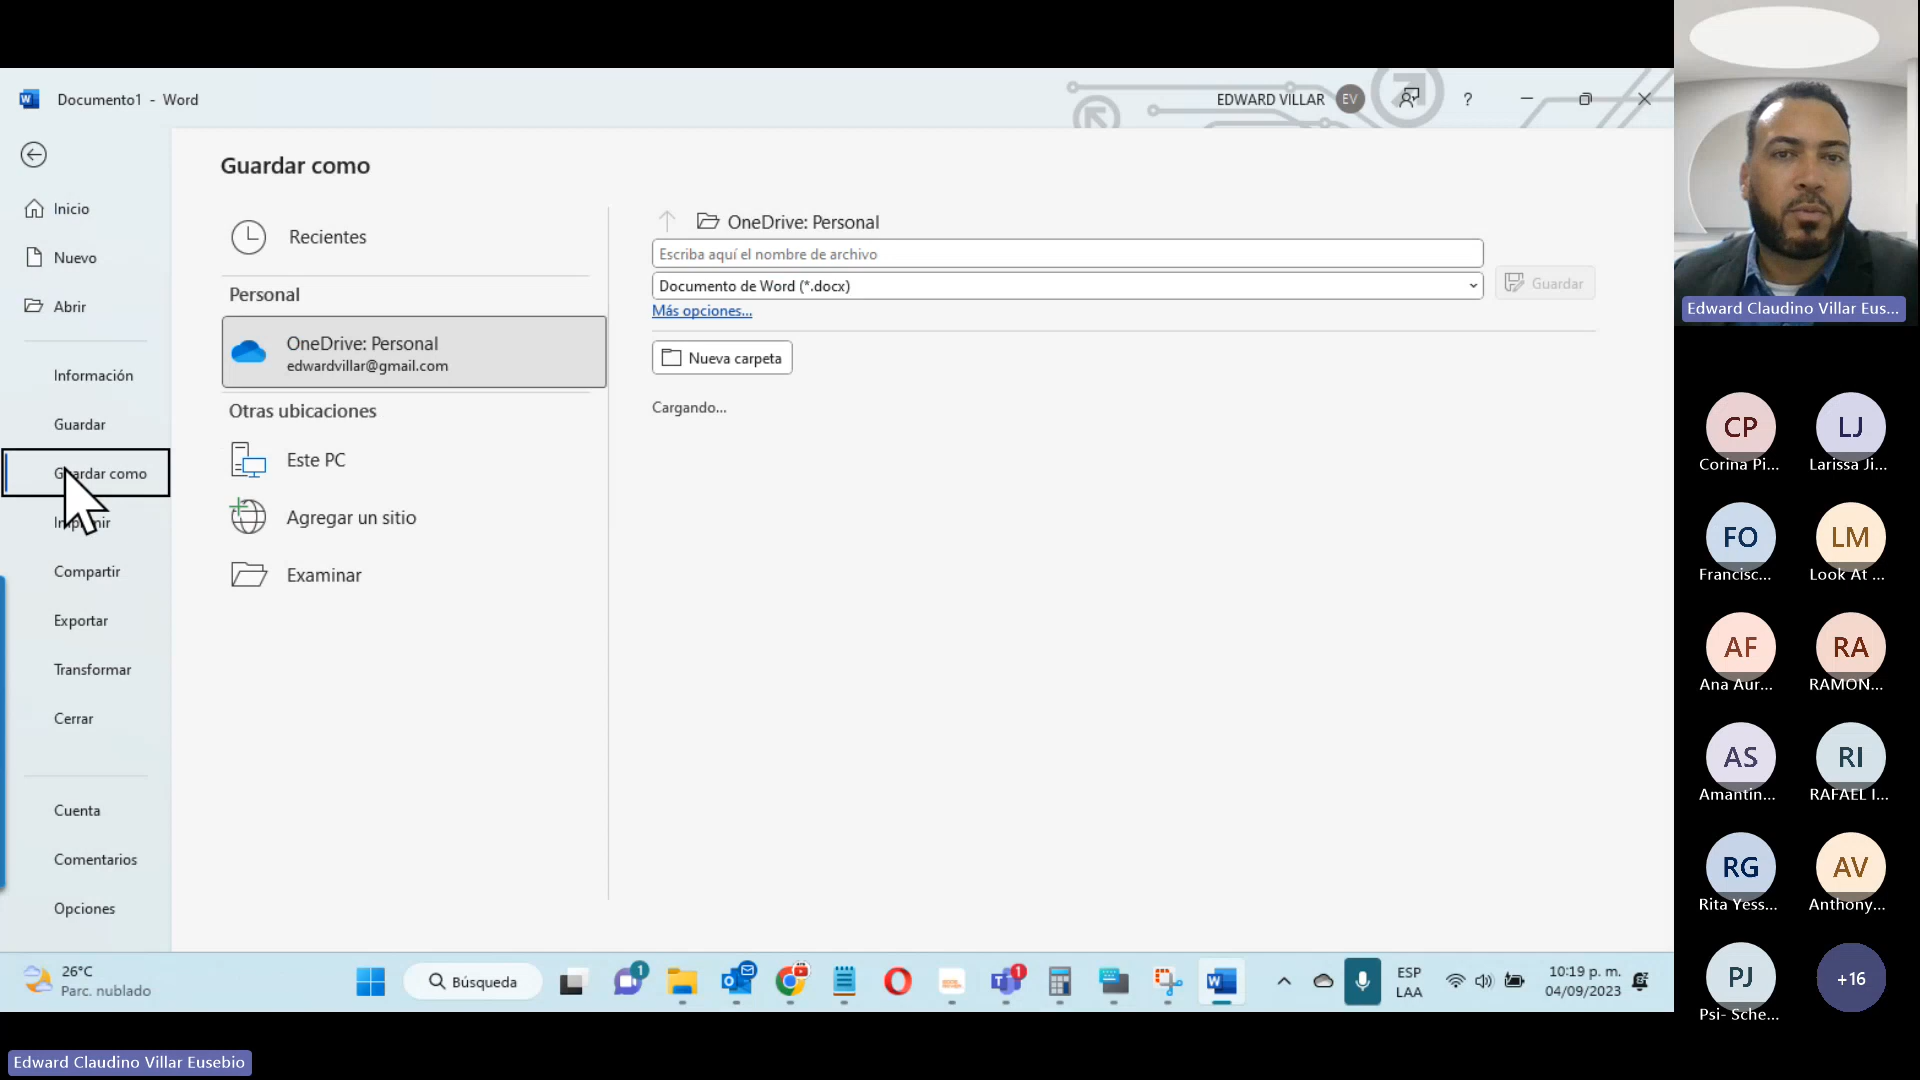 Documento1 - Word
EDWARD VILLAR
EV
?
Inicio
Nuevo
Abrir
Información
Guardar
Guardar como
Imprimir
Compartir
Exportar
Transformar
Cerrar
Cuenta
Comentarios
Opciones
Guardar como
Recientes
Personal
OneDrive: Personal
edwardvillar@gmail.com
Otras ubicaciones
Este PC
Agregar un sitio
Examinar
OneDrive: Personal
Escriba aquí el nombre de archivo
Documento de Word (*.docx)
Guardar
Más opciones...
Nueva carpeta
Cargando...
26°C
Parc. nublado
Búsqueda
1
1
ESP
LAA
10:19 p. m.
04/09/2023
Edward Claudino Villar Eus...
CP
Corina Pi...
LJ
Larissa Ji...
FO
Francisc...
LM
Look At ...
AF
Ana Aur...
RA
RAMON...
AS
Amantin...
RI
RAFAEL I...
RG
Rita Yess...
AV
Anthony...
PJ
Psi- Sche...
+16
Edward Claudino Villar Eusebio